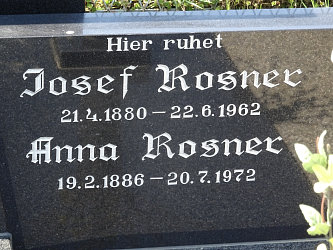 Hier ruhet
Josef Rosner
21.4.1880 - 22.6.1962
Anna Rosner
19.2.1886 - 20.7.1972